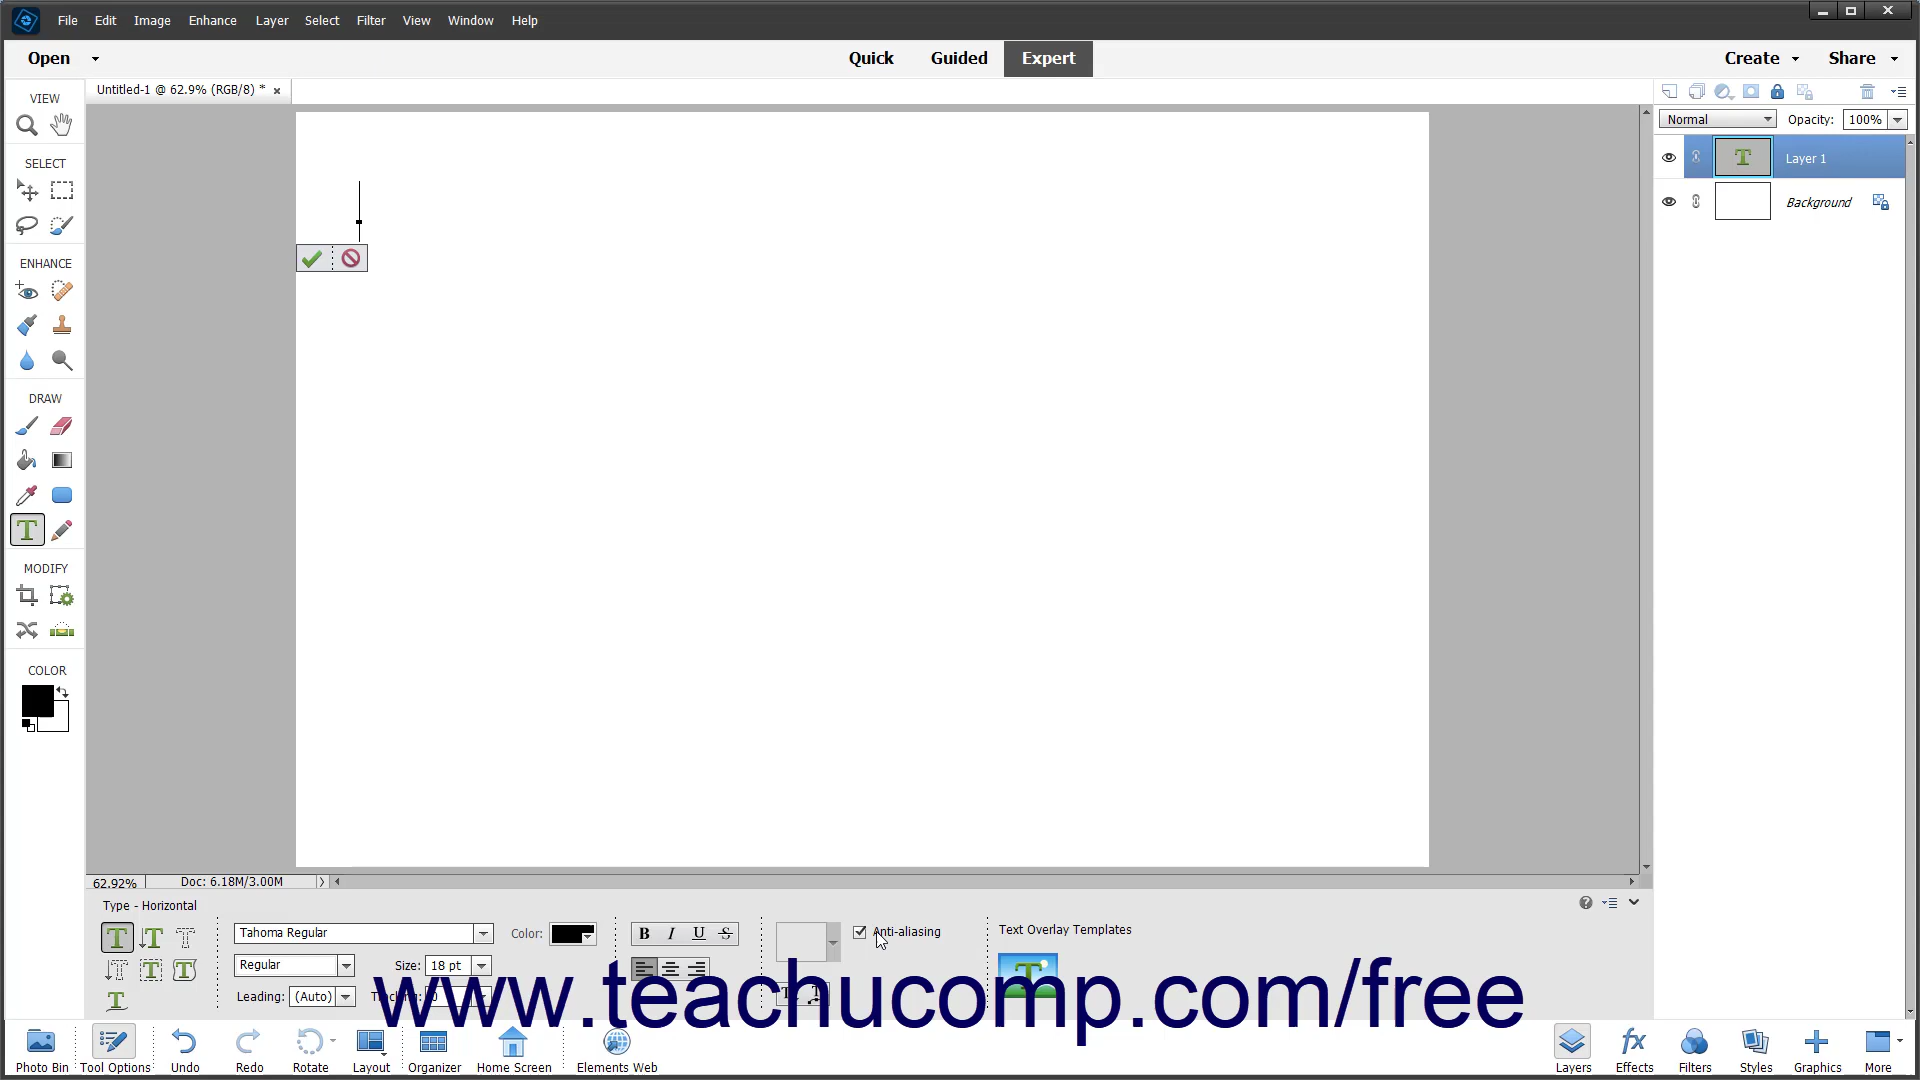 File Edit Image Enhance Layer Select Filter View Window Help
Open Quick Guided Expert Create Share
Untitled-1 @ 62.9% (RGB/8) * ×
VIEW
SELECT
ENHANCE
DRAW
MODIFY
COLOR
Normal Opacity: 100%
Layer 1
Background
62.92% Doc: 6.18M/3.00M
Type - Horizontal
Tahoma Regular Color: B I U S Anti-aliasing Text Overlay Templates
Regular Size: 18 pt
Leading: (Auto) 0
www.teachucomp.com/free
Photo Bin Tool Options Undo Redo Rotate Layout Organizer Home Screen Elements Web Layers Effects Filters Styles Graphics More